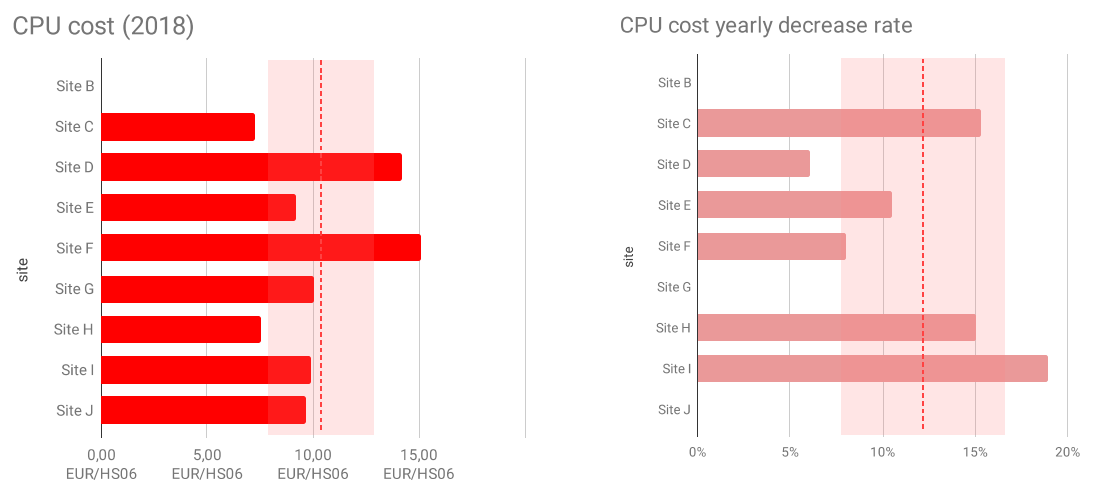 CPU cost (2018)
Site B
Site C
Site D
Site E
Site F
Site G
Site H
Site I
Site J
site
0,00 EUR/HS06
5,00 EUR/HS06
10,00 EUR/HS06
15,00 EUR/HS06
CPU cost yearly decrease rate
Site B
Site C
Site D
Site E
Site F
Site G
Site H
Site I
Site J
site
0%
5%
10%
15%
20%